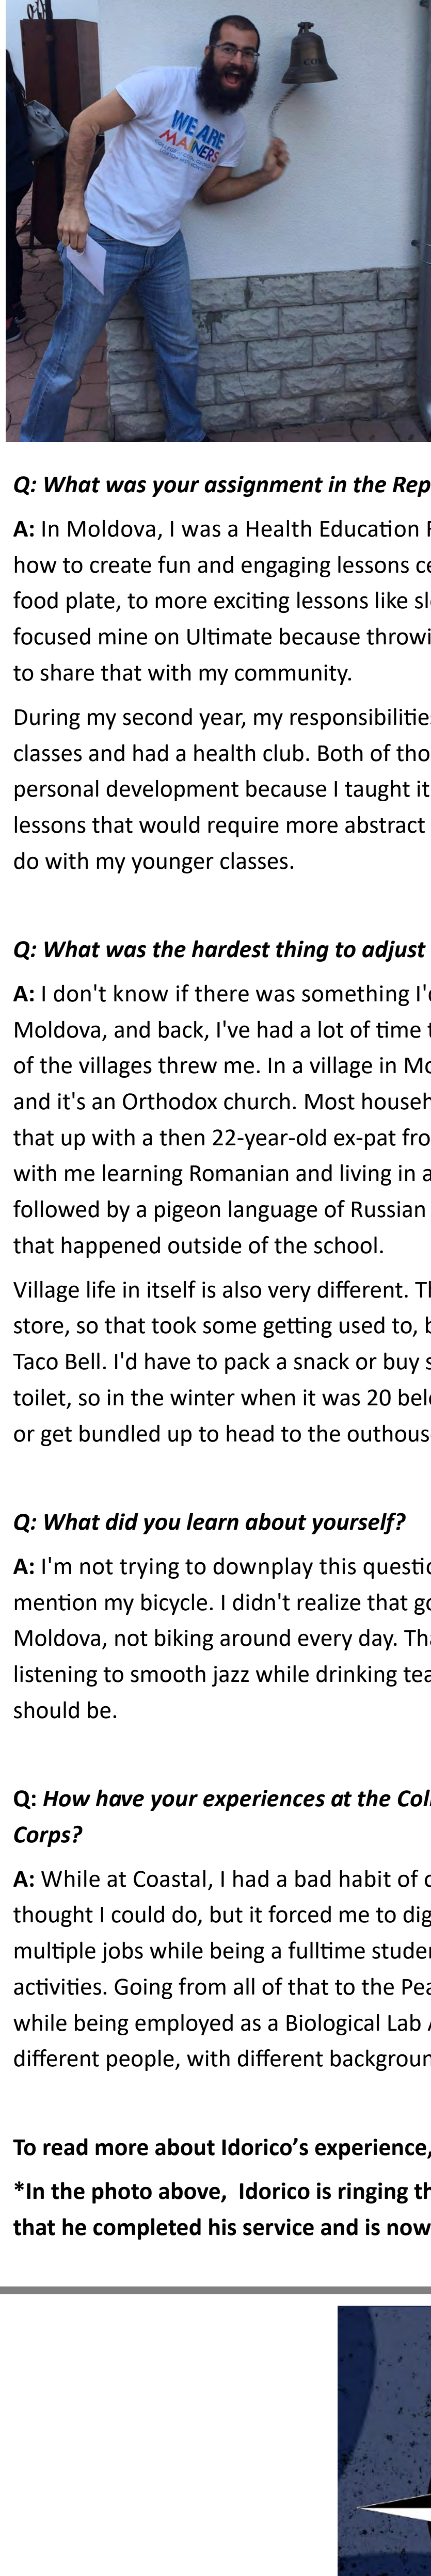 COS
WE ARE
MAINERS
Q: What was your assignment in the Rep
A: In Moldova, I was a Health Education
how to create fun and engaging lessons ce
food plate, to more exciting lessons like sl
focused mine on Ultimate because throwi
to share that with my community.
During my second year, my responsibilitie
classes and had a health club. Both of tho
personal development because I taught it
lessons that would require more abstract
do with my younger classes.
Q: What was the hardest thing to adjust
A: I don't know if there was something I'
Moldova, and back, I've had a lot of time t
of the villages threw me. In a village in Mo
and it's an Orthodox church. Most househ
that up with a then 22-year-old ex-pat fro
with me learning Romanian and living in a
followed by a pigeon language of Russian
that happened outside of the school.
Village life in itself is also very different. Th
store, so that took some getting used to, b
Taco Bell. I'd have to pack a snack or buy s
toilet, so in the winter when it was 20 bel
or get bundled up to head to the outhous
Q: What did you learn about yourself?
A: I'm not trying to downplay this questio
mention my bicycle. I didn't realize that go
Moldova, not biking around every day. Tha
listening to smooth jazz while drinking tea
should be.
Q: How have your experiences at the Coll
Corps?
A: While at Coastal, I had a bad habit of o
thought I could do, but it forced me to dig
multiple jobs while being a fulltime stude
activities. Going from all of that to the Pea
while being employed as a Biological Lab A
different people, with different backgroun
To read more about Idorico’s experience,
*In the photo above, Idorico is ringing th
that he completed his service and is now